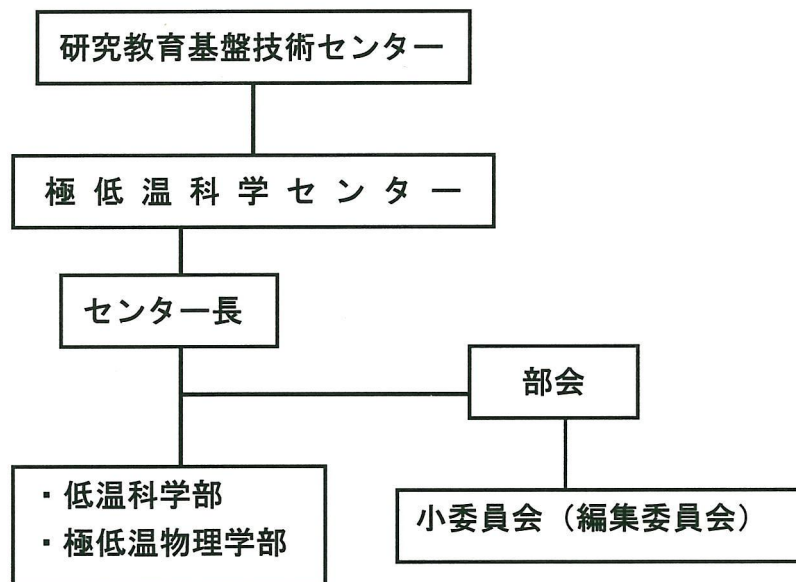 研究教育基盤技術センター
極低温科学センター
センター長
部会
・低温科学部
・極低温物理学部
小委員会（編集委員会）